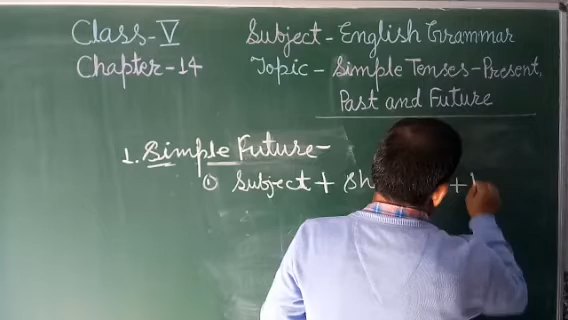 Class-V Subject - English Grammar
Chapter-14 Topic - Simple Tenses - Present,
Past and Future
1. Simple Future-
① Subject + Sh +